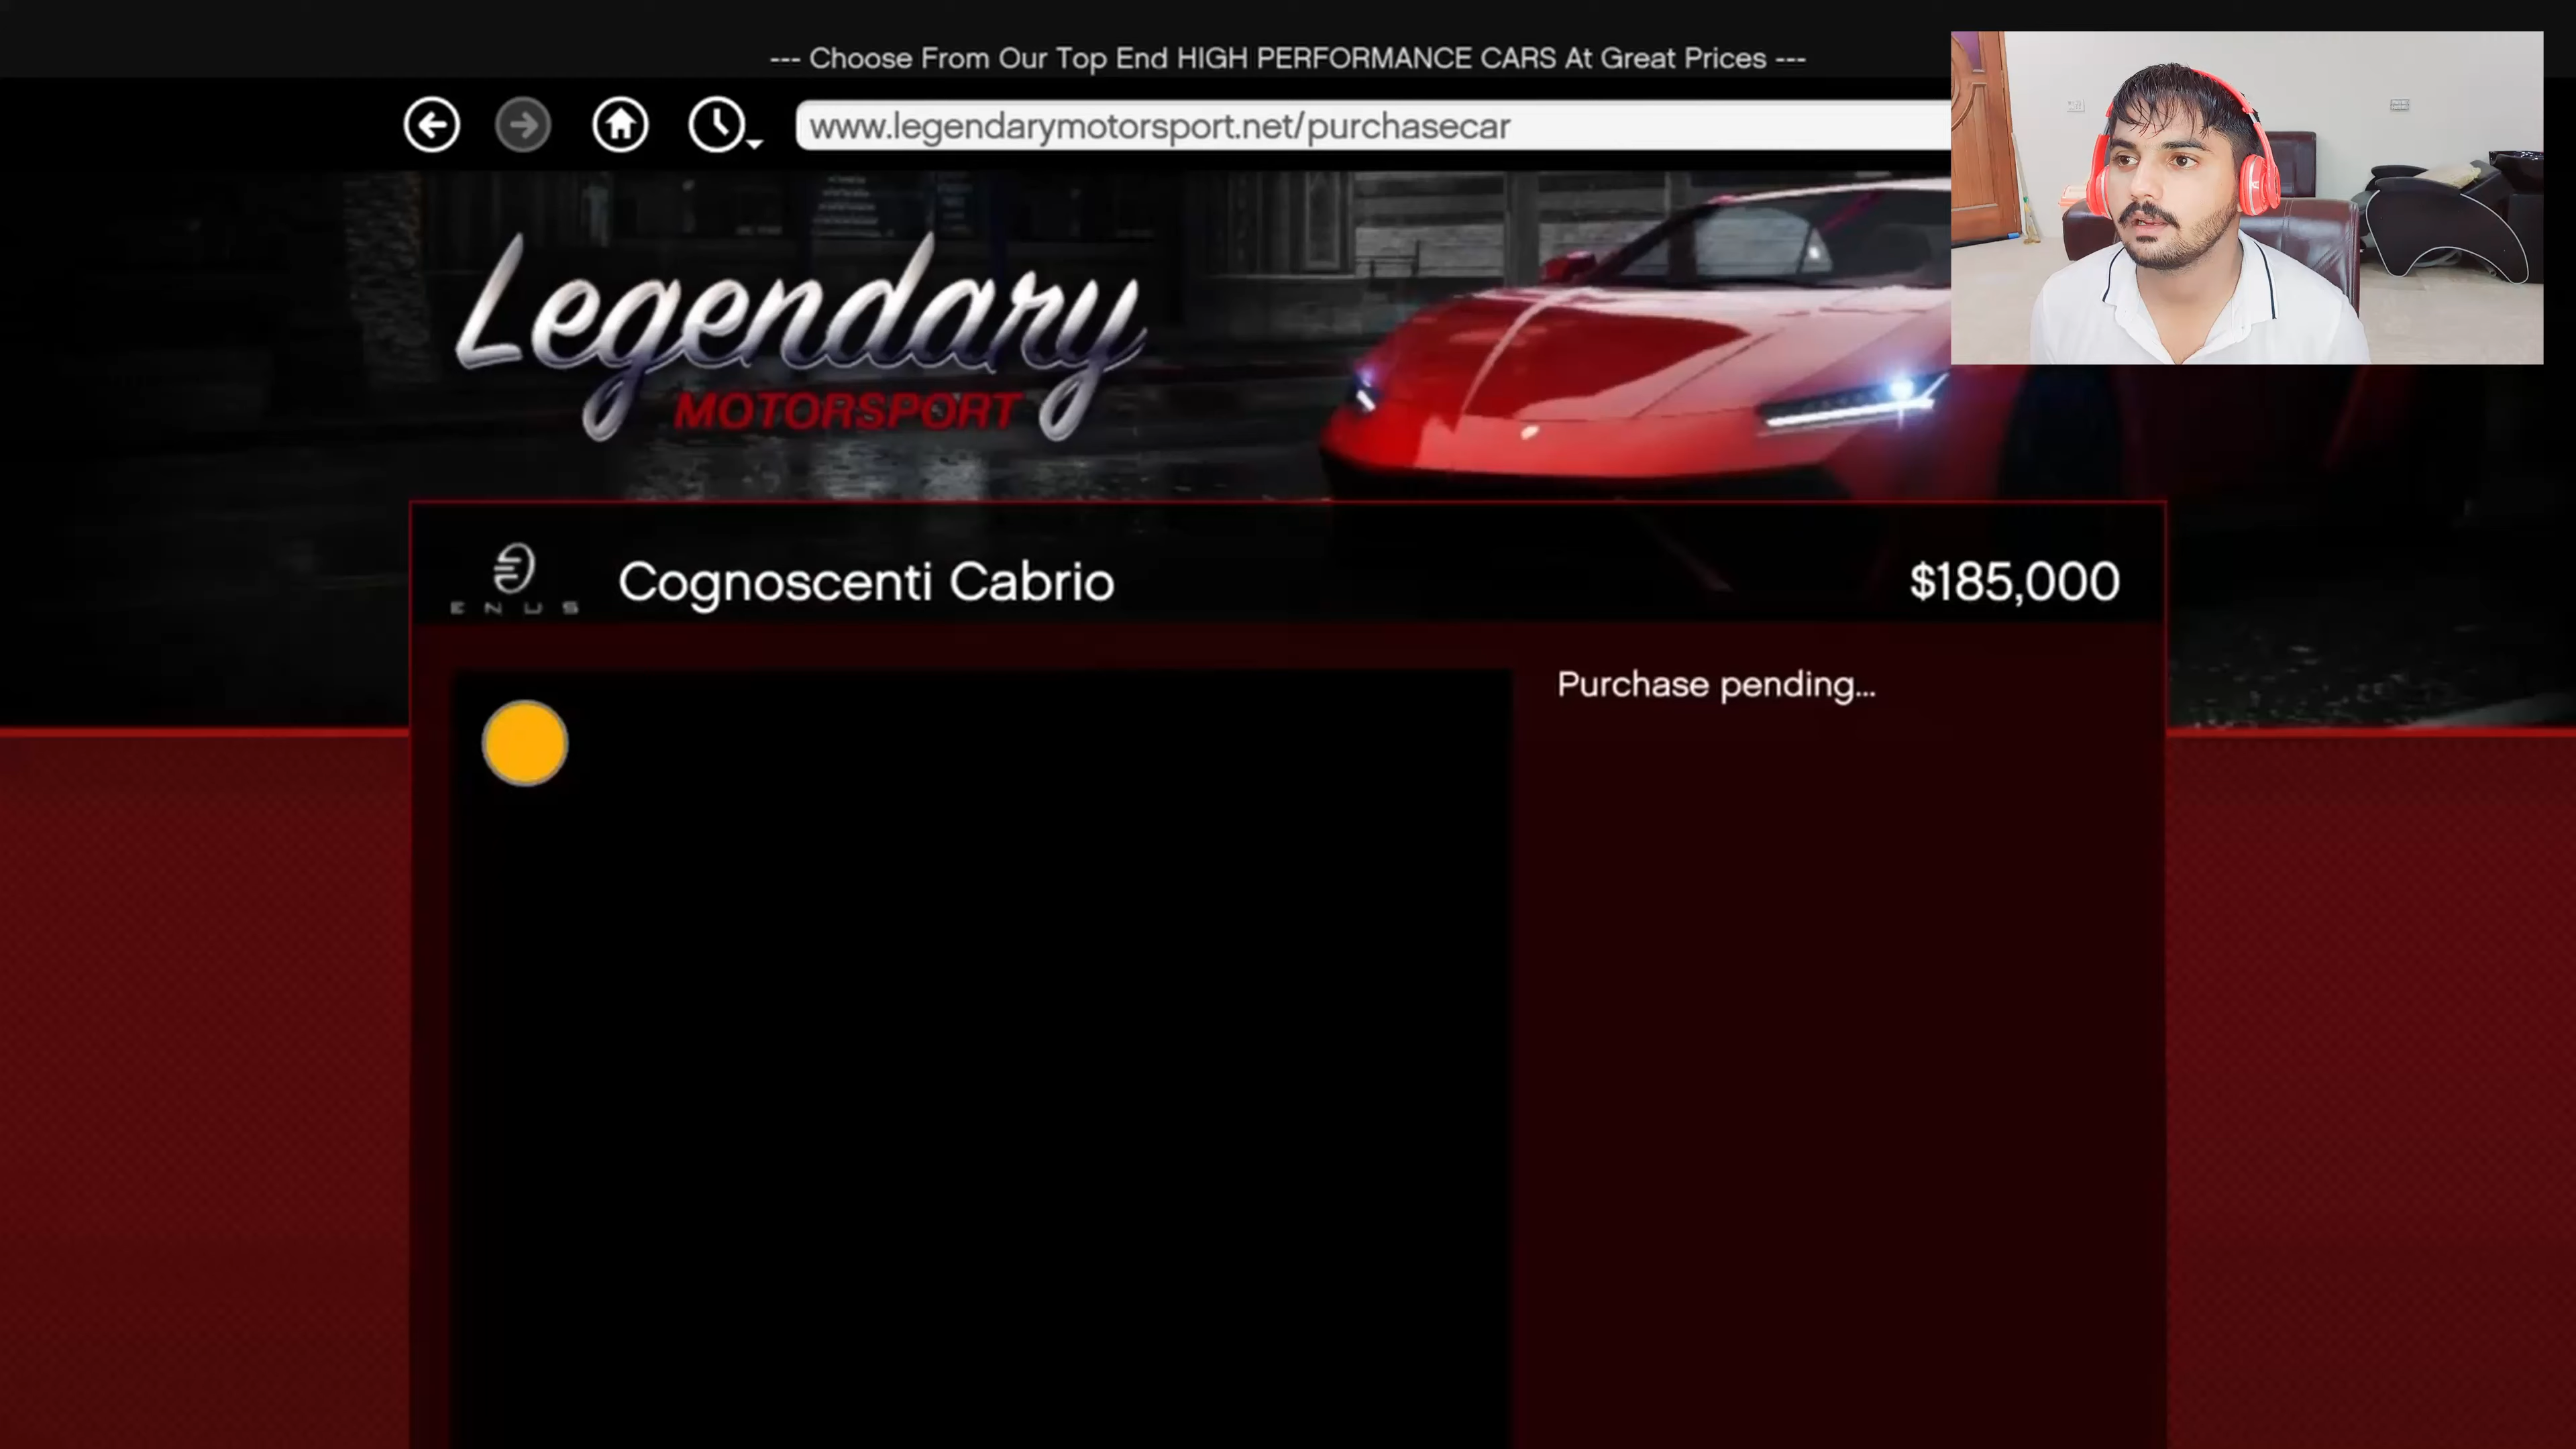 --- Choose From Our Top End HIGH PERFORMANCE CARS At Great Prices ---
www.legendarymotorsport.net/purchasecar
Legendary
MOTORSPORT
ENUS
Cognoscenti Cabrio
$185,000
Purchase pending...